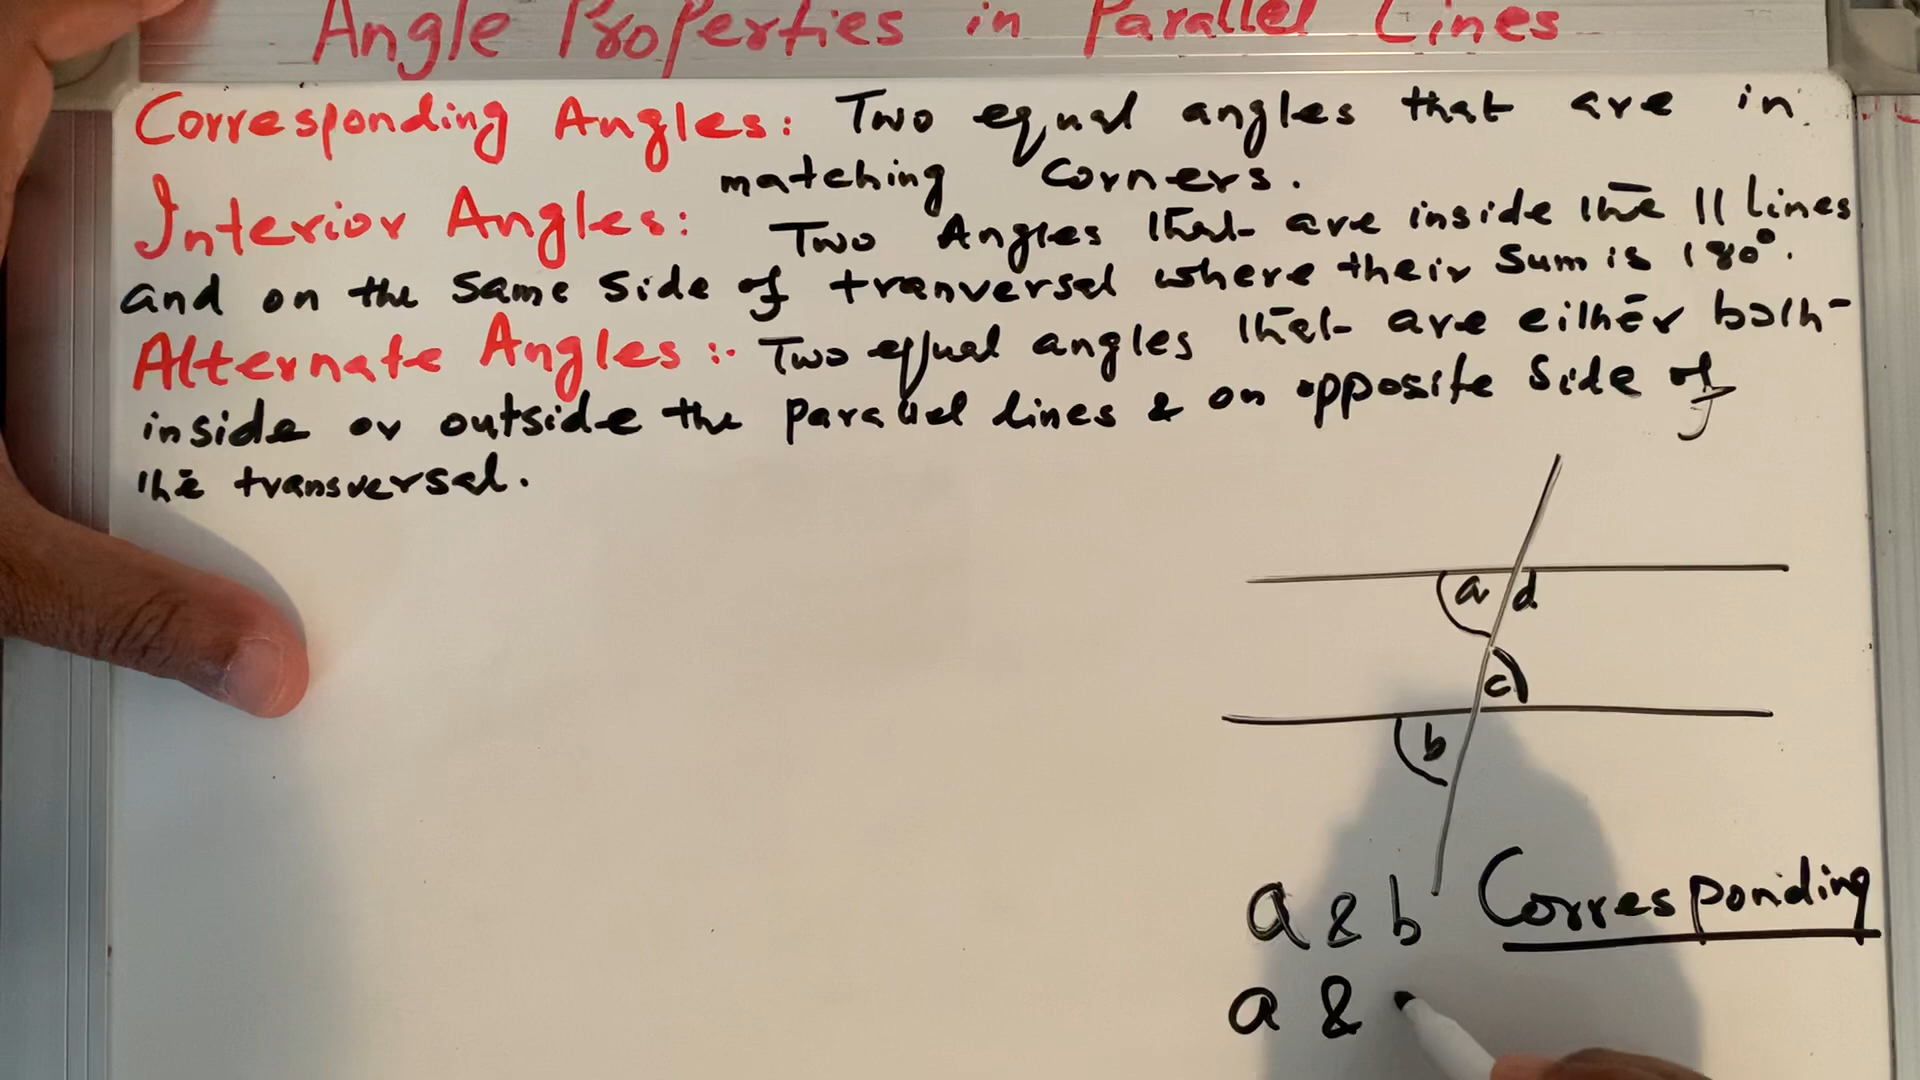 Angle Properties in Parallel Lines
Corresponding Angles: Two equal angles that are in
matching corners.
Interior Angles: Two Angles that are inside the || lines
and on the same side of tranversal where their sum is 180°.
Alternate Angles :- Two equal angles that are either both
inside or outside the parallel lines & on opposite side of
the transversal.
a d
c
b
a & b Corresponding
a &